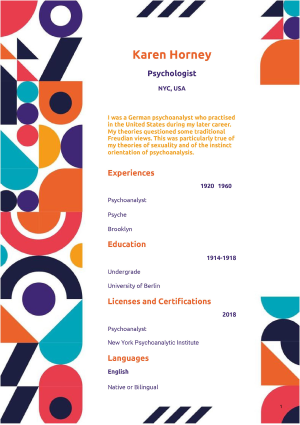 Karen Horney
Psychologist
NYC, USA
I was a German psychoanalyst who practised
in the United States during my later career.
My theories questioned some traditional
Freudian views. This was particularly true of
my theories of sexuality and of the instinct
orientation of psychoanalysis.
Experiences
1920 1960
Psychoanalyst
Psyche
Brooklyn
Education
1914-1918
Undergrade
University of Berlin
Licenses and Certifications
2018
Psychoanalyst
New York Psychoanalytic Institute
Languages
English
Native or Bilingual
1